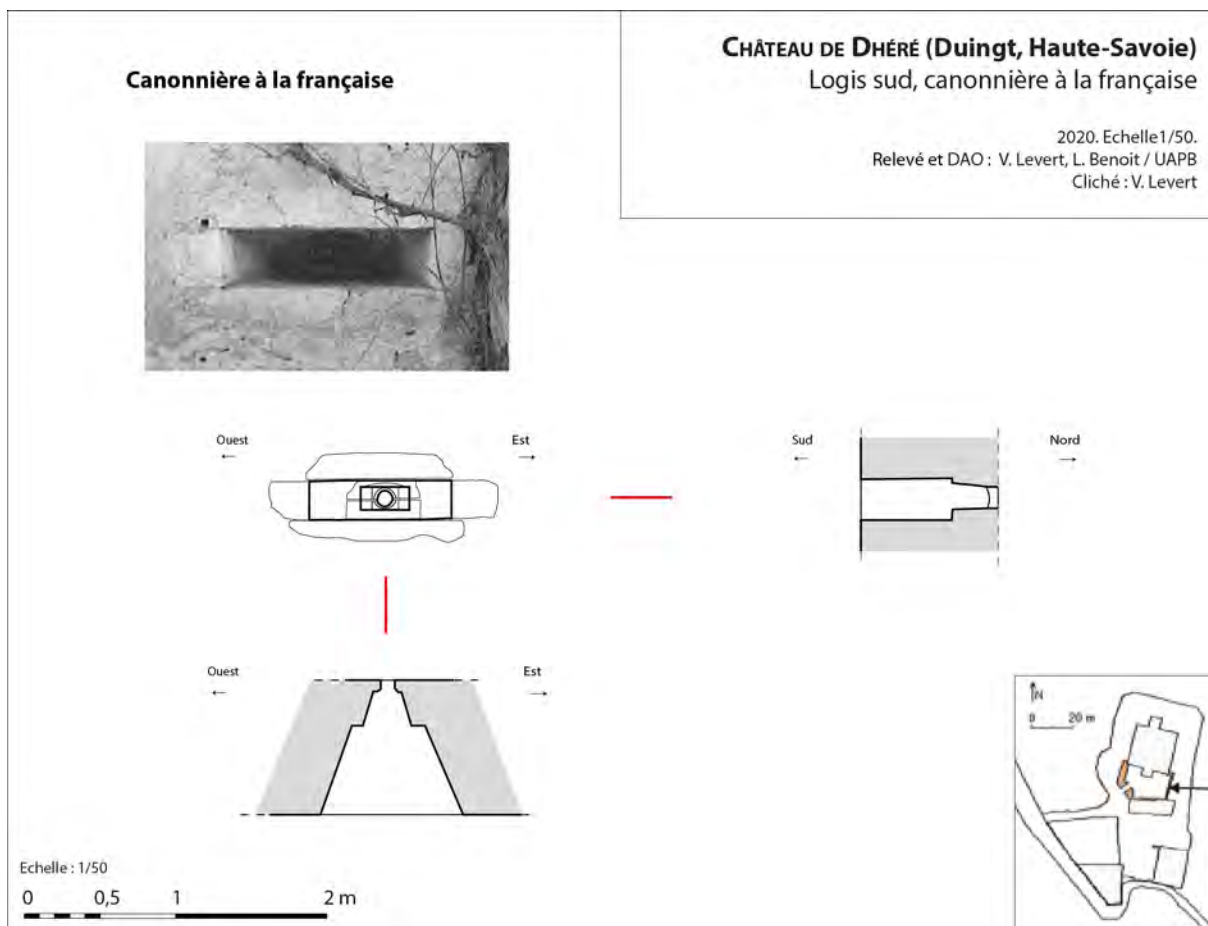 CHÂTEAU DE DHÉRÉ (Duingt, Haute-Savoie)
Logis sud, canonnière à la française
2020. Echelle1/50.
Relevé et DAO : V. Levert, L. Benoit / UAPB
Cliché : V. Levert
Canonnière à la française
Ouest
Est
Sud
Nord
Ouest
Est
N
0 20 m
Echelle : 1/50
0 0,5 1 2 m